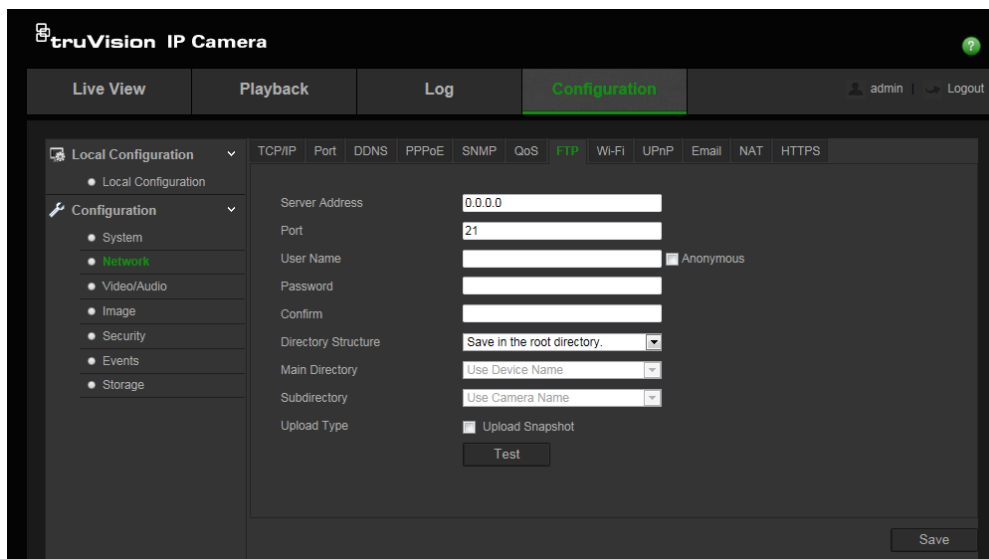 truVision IP Camera
?
Live View Playback Log Configuration admin | Logout
Local Configuration
Local Configuration
Configuration
System
Network
Video/Audio
Image
Security
Events
Storage
TCP/IP Port DDNS PPPoE SNMP QoS FTP Wi-Fi UPnP Email NAT HTTPS
Server Address 0.0.0.0
Port 21
User Name Anonymous
Password
Confirm
Directory Structure Save in the root directory.
Main Directory Use Device Name
Subdirectory Use Camera Name
Upload Type Upload Snapshot
Test
Save